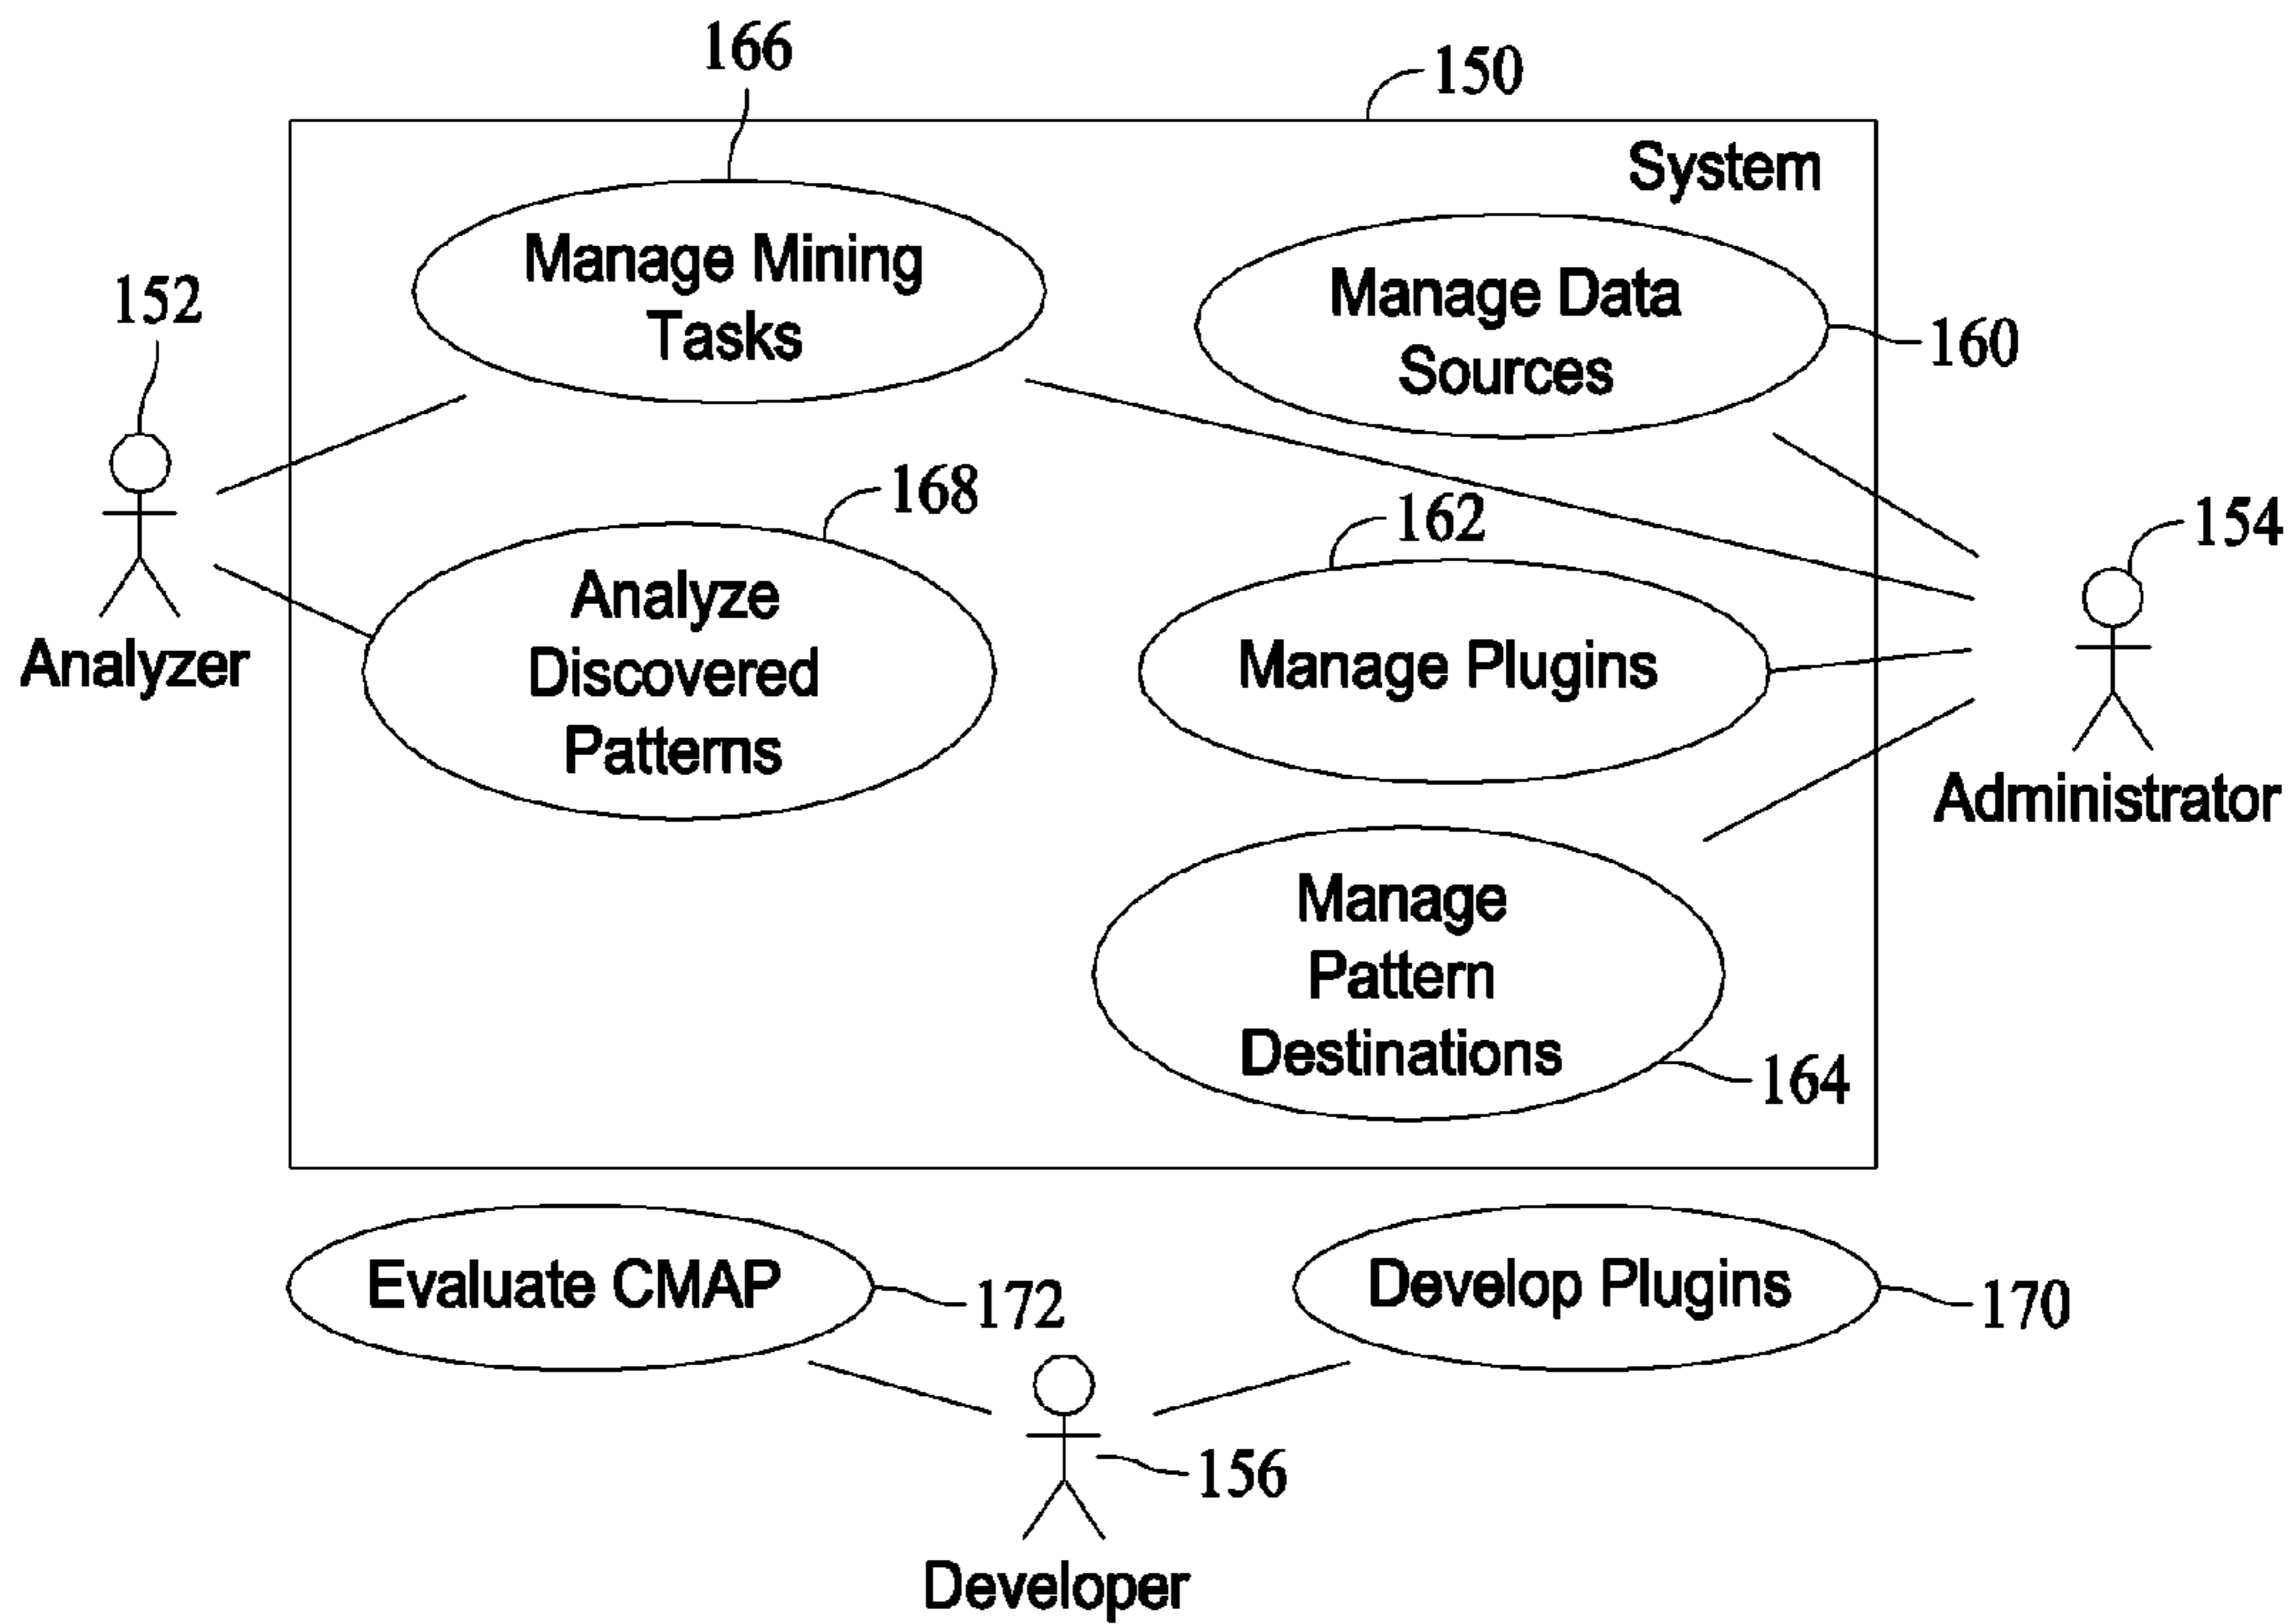 166
150
System
Manage Mining
Tasks
Manage Data
Sources
152
160
168
162
154
Analyze
Discovered
Patterns
Manage Plugins
Analyzer
Administrator
Manage
Pattern
Destinations
164
Evaluate CMAP
172
Develop Plugins
170
156
Developer